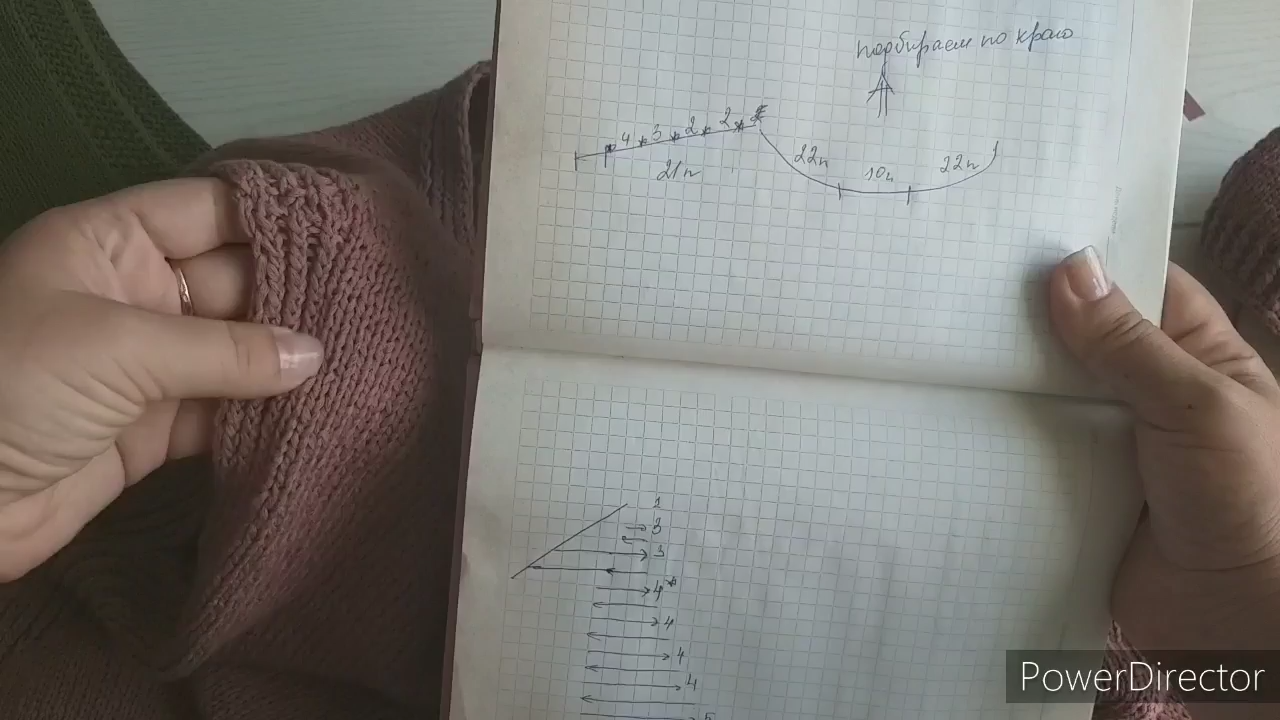 подбираем по краю
4 3 2 2
21п
22п 10п 22п
1
3
3
4*
4
4
4
5
PowerDirector